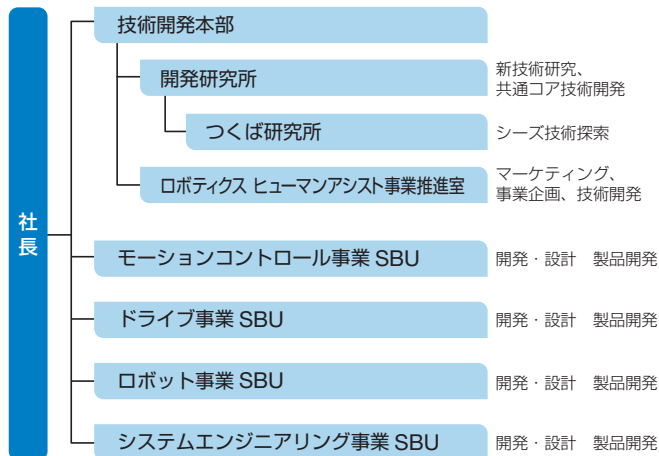 社長
技術開発本部
開発研究所
新技術研究、
共通コア技術開発
つくば研究所
シーズ技術探索
ロボティクス ヒューマンアシスト事業推進室
マーケティング、
事業企画、技術開発
モーションコントロール事業 SBU
開発・設計　製品開発
ドライブ事業 SBU
開発・設計　製品開発
ロボット事業 SBU
開発・設計　製品開発
システムエンジニアリング事業 SBU
開発・設計　製品開発